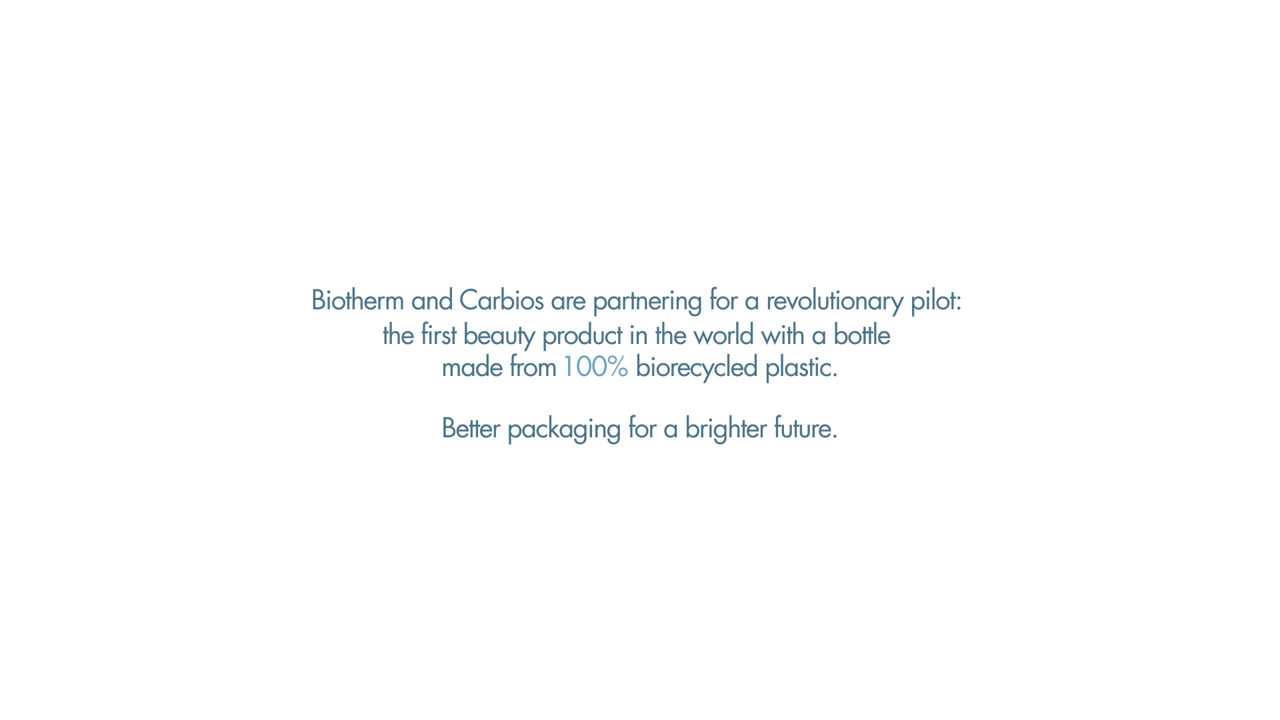 Biotherm and Carbios are partnering for a revolutionary pilot:
the first beauty product in the world with a bottle
made from 100% biorecycled plastic.
Better packaging for a brighter future.